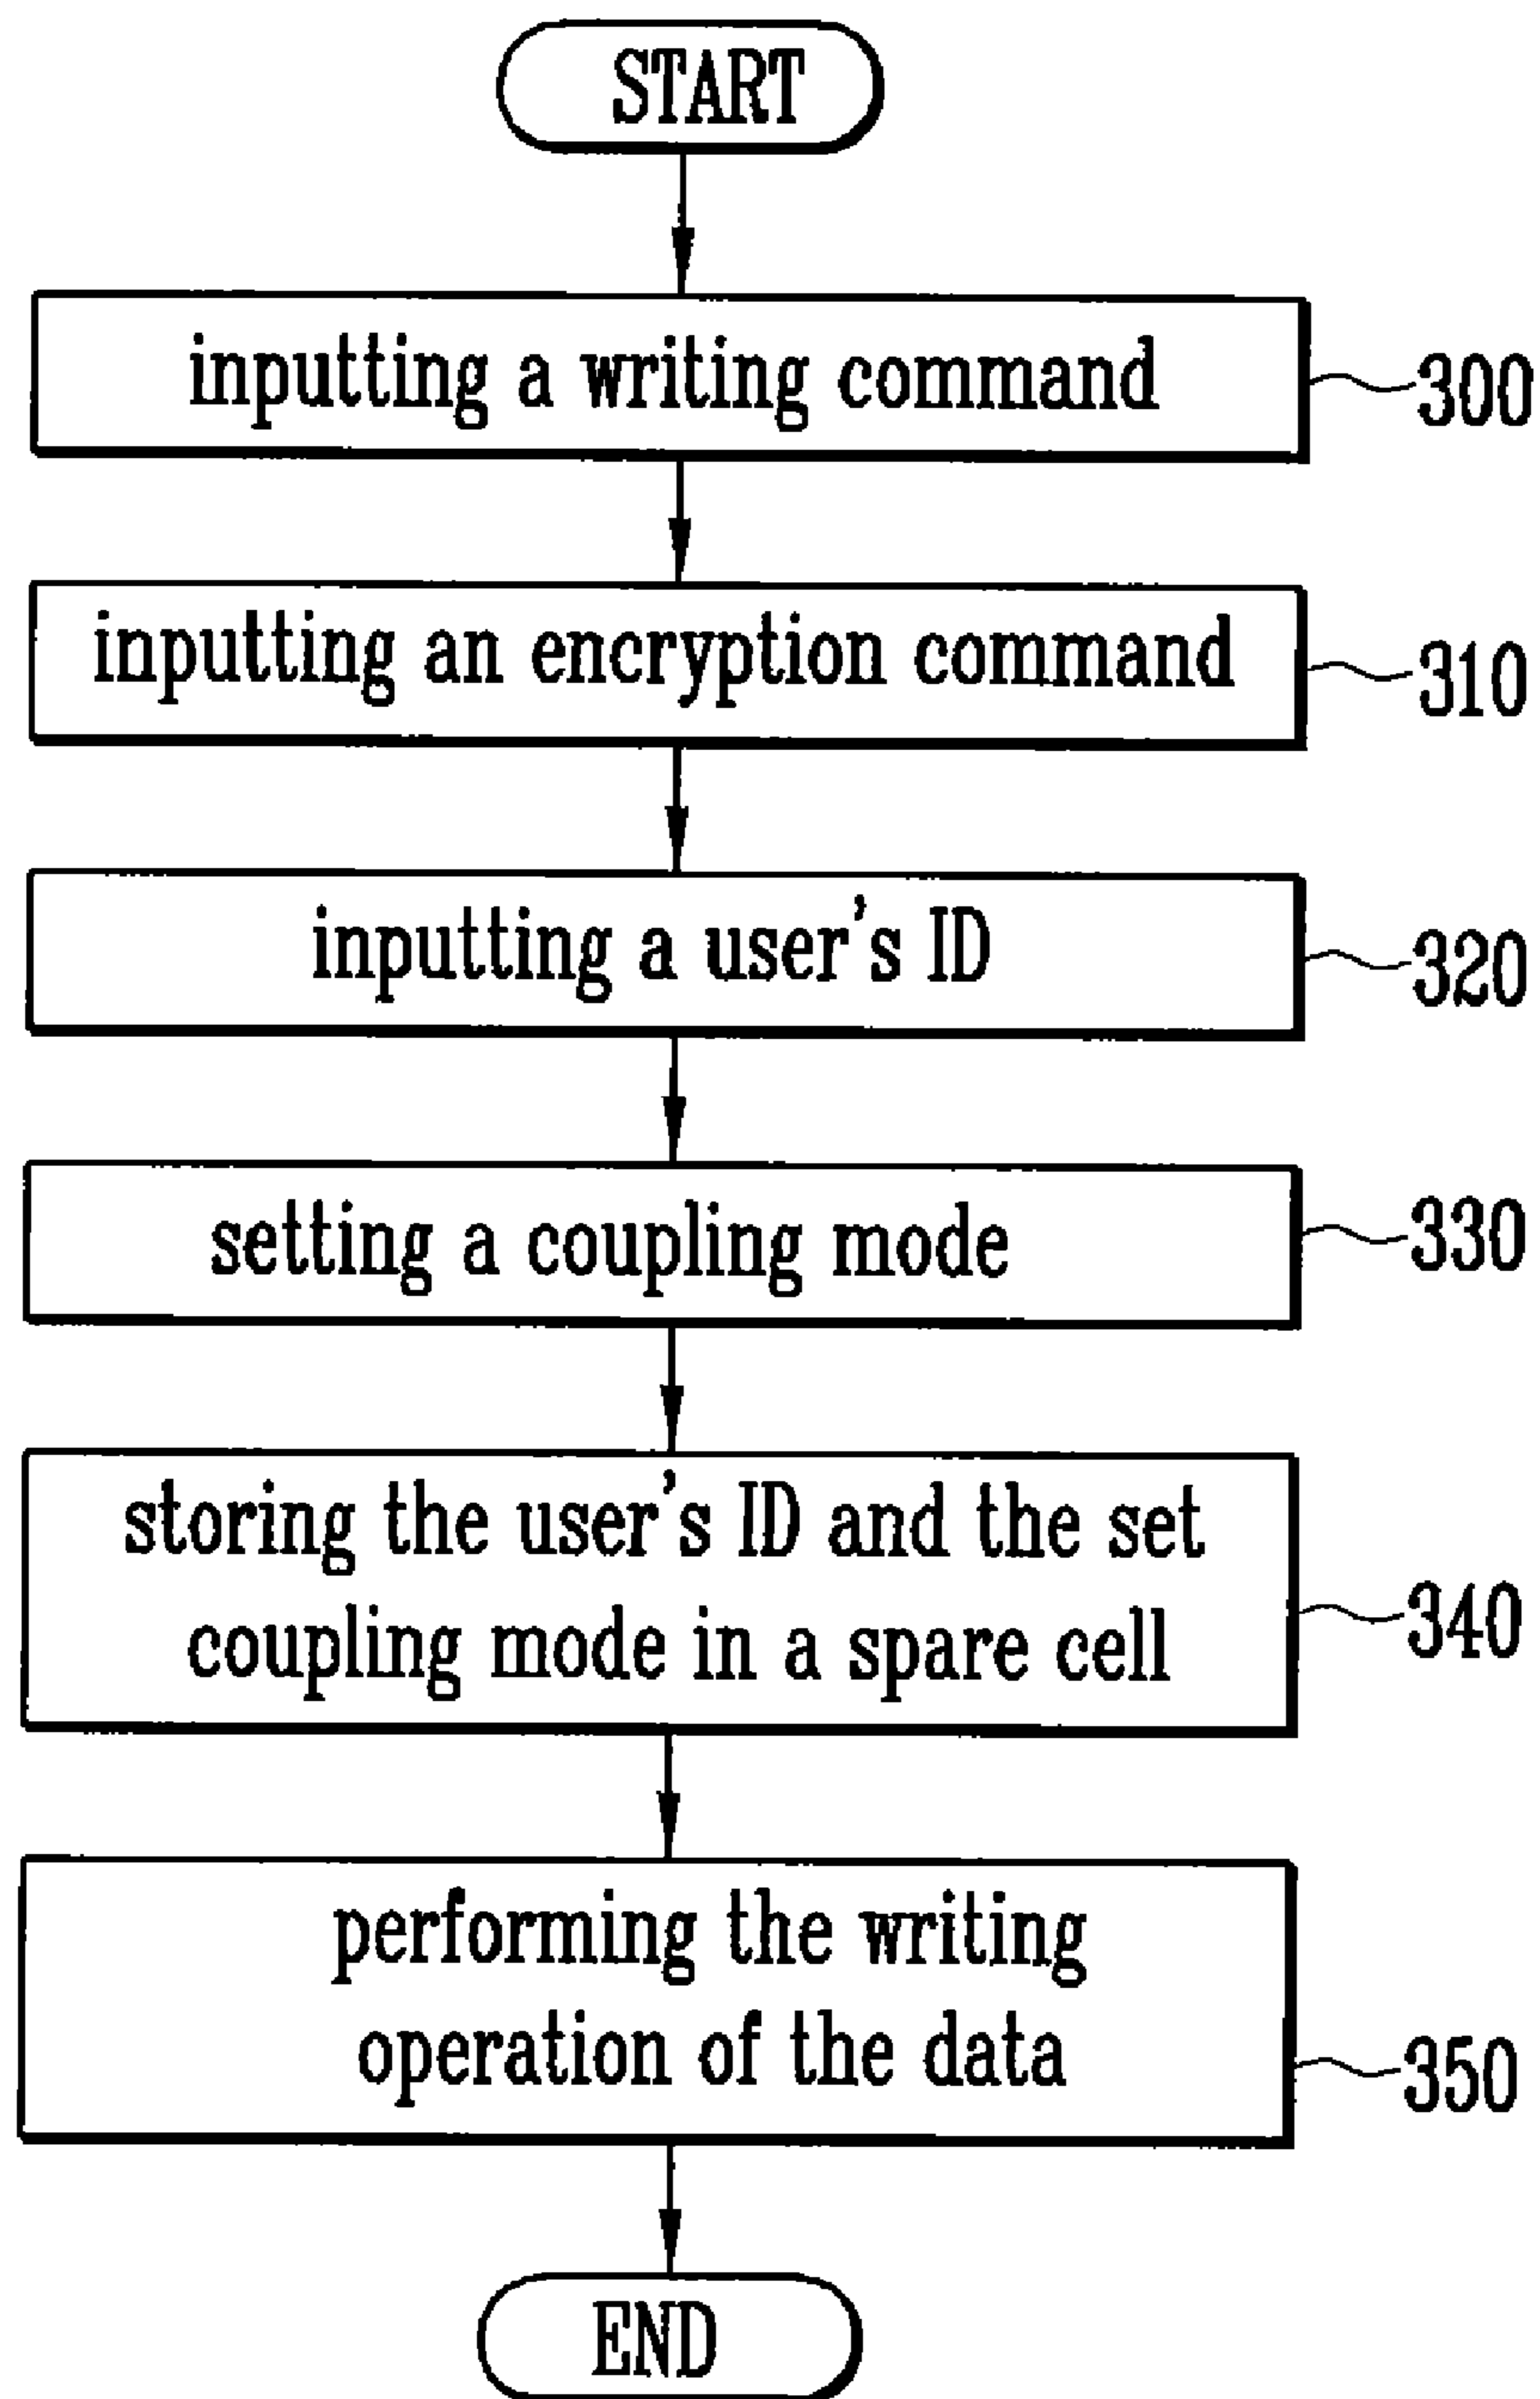 START
inputting a writing command
300
inputting an encryption command
310
inputting a user's ID
320
setting a coupling mode
330
storing the user's ID and the set
coupling mode in a spare cell
340
performing the writing
operation of the data
350
END